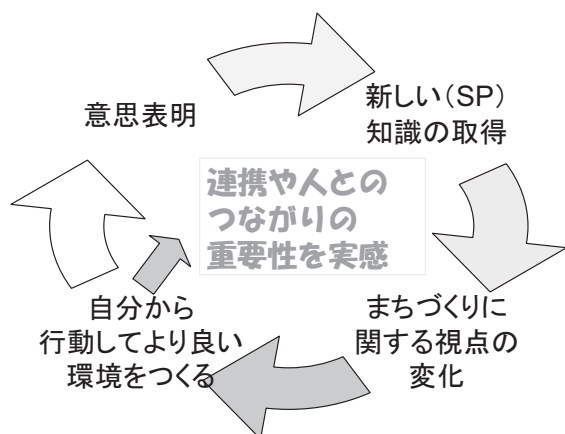 意思表明
新しい（SP）
知識の取得
連携や人との
つながりの
重要性を実感
自分から
行動してより良い
環境をつくる
まちづくりに
関する視点の
変化